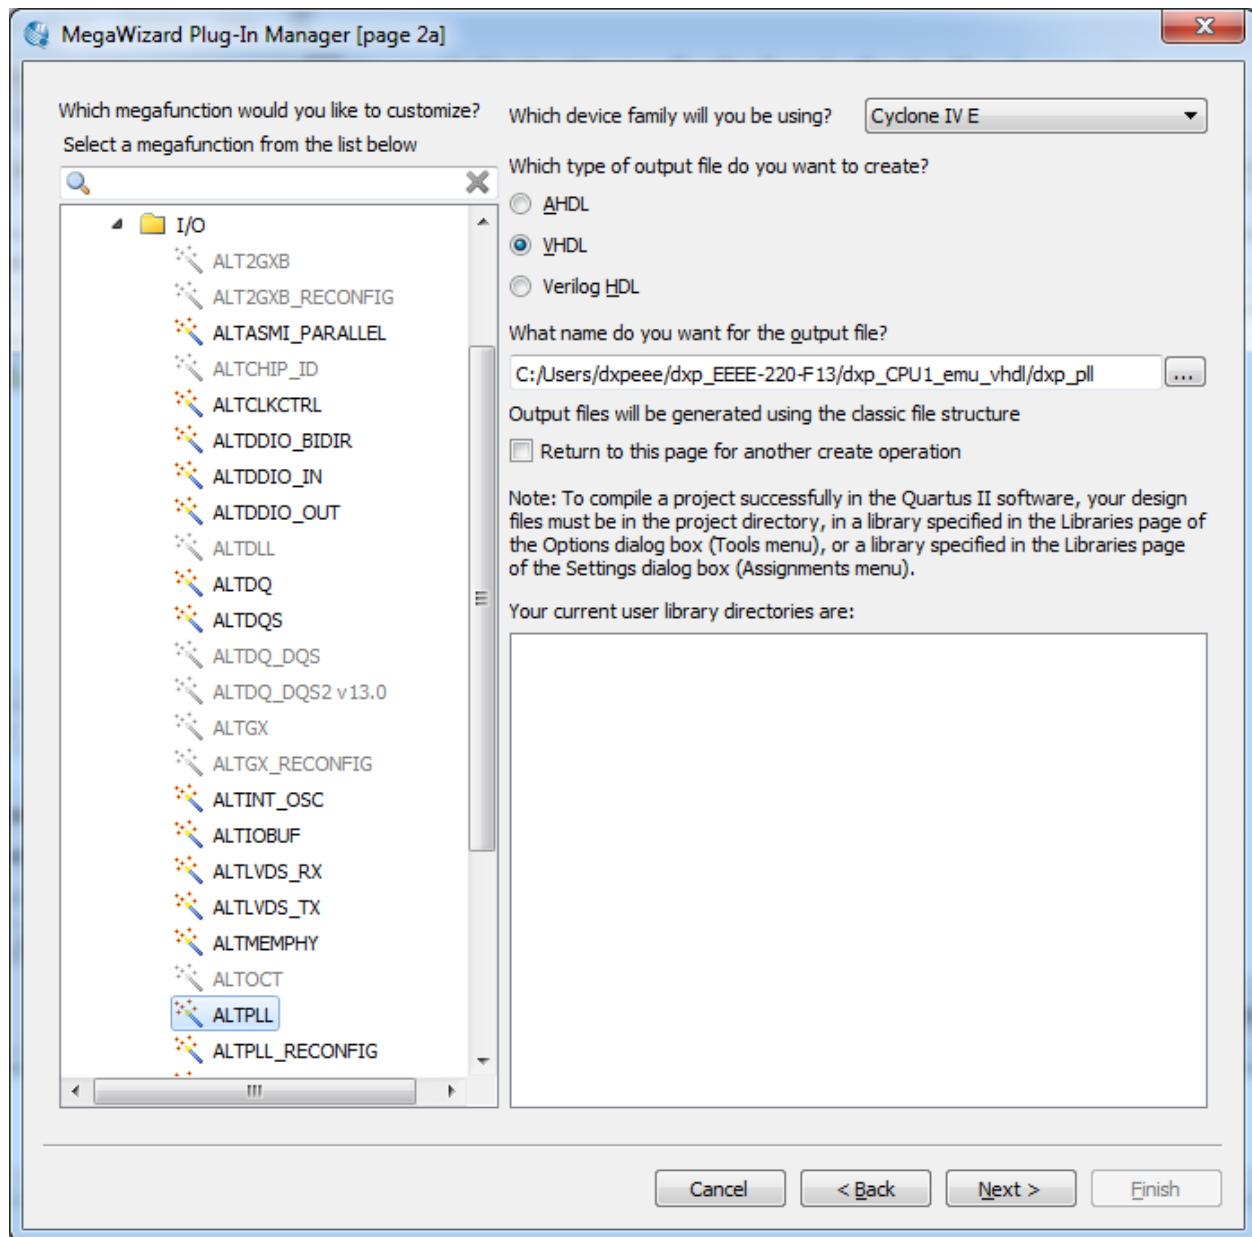 MegaWizard Plug-In Manager [page 2a]
Which megafunction would you like to customize?
Select a megafunction from the list below
I/O
ALT2GXB
ALT2GXB_RECONFIG
ALTASMI_PARALLEL
ALTCHIP_ID
ALTCLKCTRL
ALTDDIO_BIDIR
ALTDDIO_IN
ALTDDIO_OUT
ALTDLL
ALTDQ
ALTDQS
ALTDQ_DQS
ALTDQ_DQS2 v13.0
ALTGX
ALTGX_RECONFIG
ALTINT_OSC
ALTIOBUF
ALTLVDS_RX
ALTLVDS_TX
ALTMEMPHY
ALTOCT
ALTPLL
ALTPLL_RECONFIG
Which device family will you be using?
Cyclone IV E
Which type of output file do you want to create?
AHDL
VHDL
Verilog HDL
What name do you want for the output file?
C:/Users/dxpeee/dxp_EEEE-220-F13/dxp_CPU1_emu_vhdl/dxp_pll
...
Output files will be generated using the classic file structure
Return to this page for another create operation
Note: To compile a project successfully in the Quartus II software, your design
files must be in the project directory, in a library specified in the Libraries page of
the Options dialog box (Tools menu), or a library specified in the Libraries page
of the Settings dialog box (Assignments menu).
Your current user library directories are:
Cancel
< Back
Next >
Finish